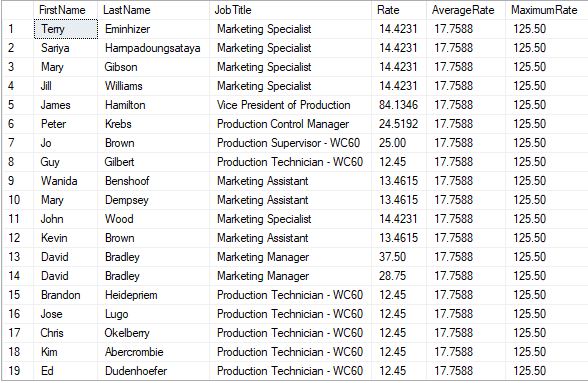 FirstName LastName JobTitle Rate AverageRate MaximumRate
1 Terry Eminhizer Marketing Specialist 14.4231 17.7588 125.50
2 Sariya Hampadoungsataya Marketing Specialist 14.4231 17.7588 125.50
3 Mary Gibson Marketing Specialist 14.4231 17.7588 125.50
4 Jill Williams Marketing Specialist 14.4231 17.7588 125.50
5 James Hamilton Vice President of Production 84.1346 17.7588 125.50
6 Peter Krebs Production Control Manager 24.5192 17.7588 125.50
7 Jo Brown Production Supervisor - WC60 25.00 17.7588 125.50
8 Guy Gilbert Production Technician - WC60 12.45 17.7588 125.50
9 Wanida Benshoof Marketing Assistant 13.4615 17.7588 125.50
10 Mary Dempsey Marketing Assistant 13.4615 17.7588 125.50
11 John Wood Marketing Specialist 14.4231 17.7588 125.50
12 Kevin Brown Marketing Assistant 13.4615 17.7588 125.50
13 David Bradley Marketing Manager 37.50 17.7588 125.50
14 David Bradley Marketing Manager 28.75 17.7588 125.50
15 Brandon Heidepriem Production Technician - WC60 12.45 17.7588 125.50
16 Jose Lugo Production Technician - WC60 12.45 17.7588 125.50
17 Chris Okelberry Production Technician - WC60 12.45 17.7588 125.50
18 Kim Abercrombie Production Technician - WC60 12.45 17.7588 125.50
19 Ed Dudenhoefer Production Technician - WC60 12.45 17.7588 125.50